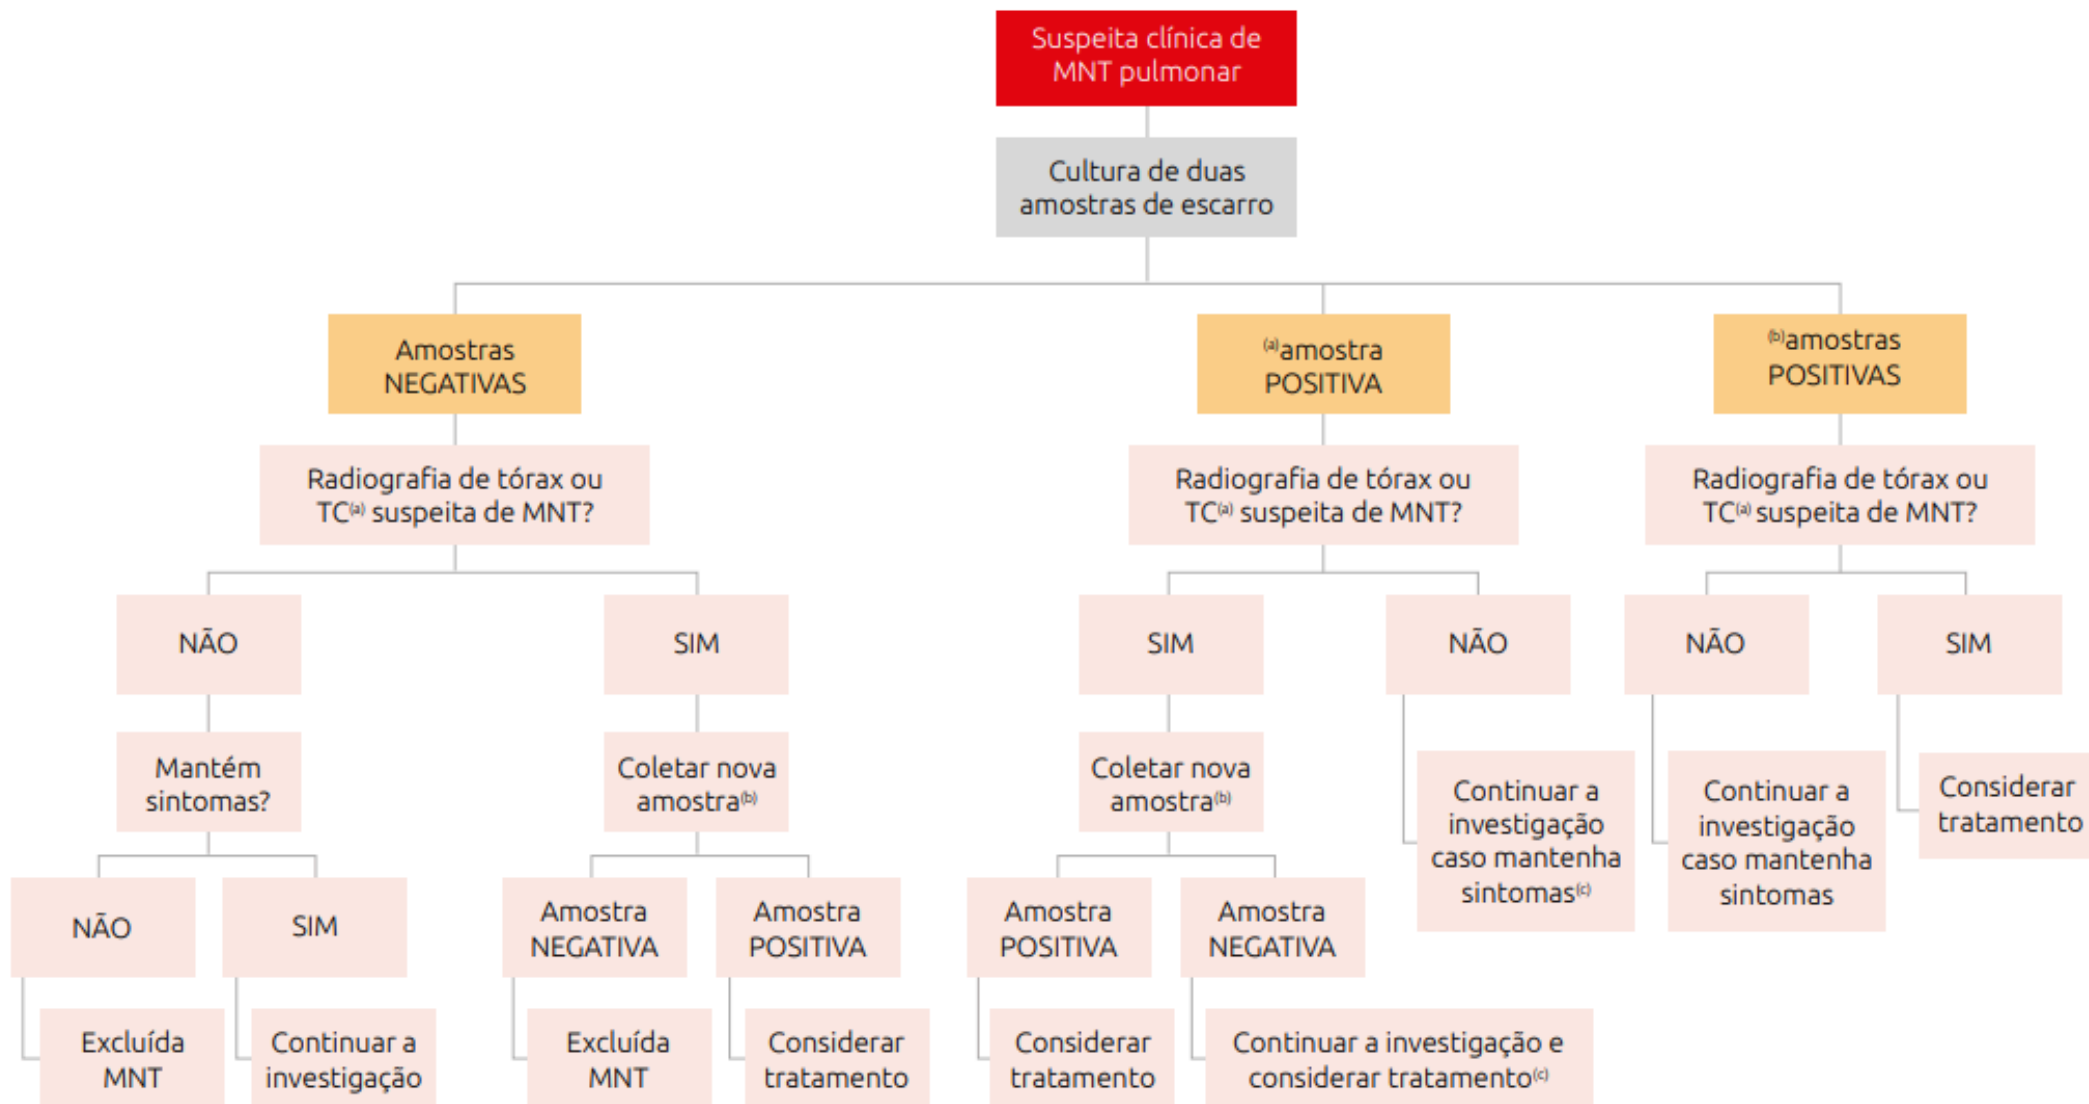 Suspeita clínica de
MNT pulmonar
Cultura de duas
amostras de escarro
Amostras
NEGATIVAS
(a)amostra
POSITIVA
(b)amostras
POSITIVAS
Radiografia de tórax ou
TC(a) suspeita de MNT?
Radiografia de tórax ou
TC(a) suspeita de MNT?
Radiografia de tórax ou
TC(a) suspeita de MNT?
NÃO
SIM
SIM
NÃO
NÃO
SIM
Mantém
sintomas?
Coletar nova
amostra(b)
Coletar nova
amostra(b)
Continuar a
investigação
caso mantenha
sintomas(c)
Continuar a
investigação
caso mantenha
sintomas
Considerar
tratamento
NÃO
SIM
Amostra
NEGATIVA
Amostra
POSITIVA
Amostra
POSITIVA
Amostra
NEGATIVA
Excluída
MNT
Continuar a
investigação
Excluída
MNT
Considerar
tratamento
Considerar
tratamento
Continuar a investigação e
considerar tratamento(c)